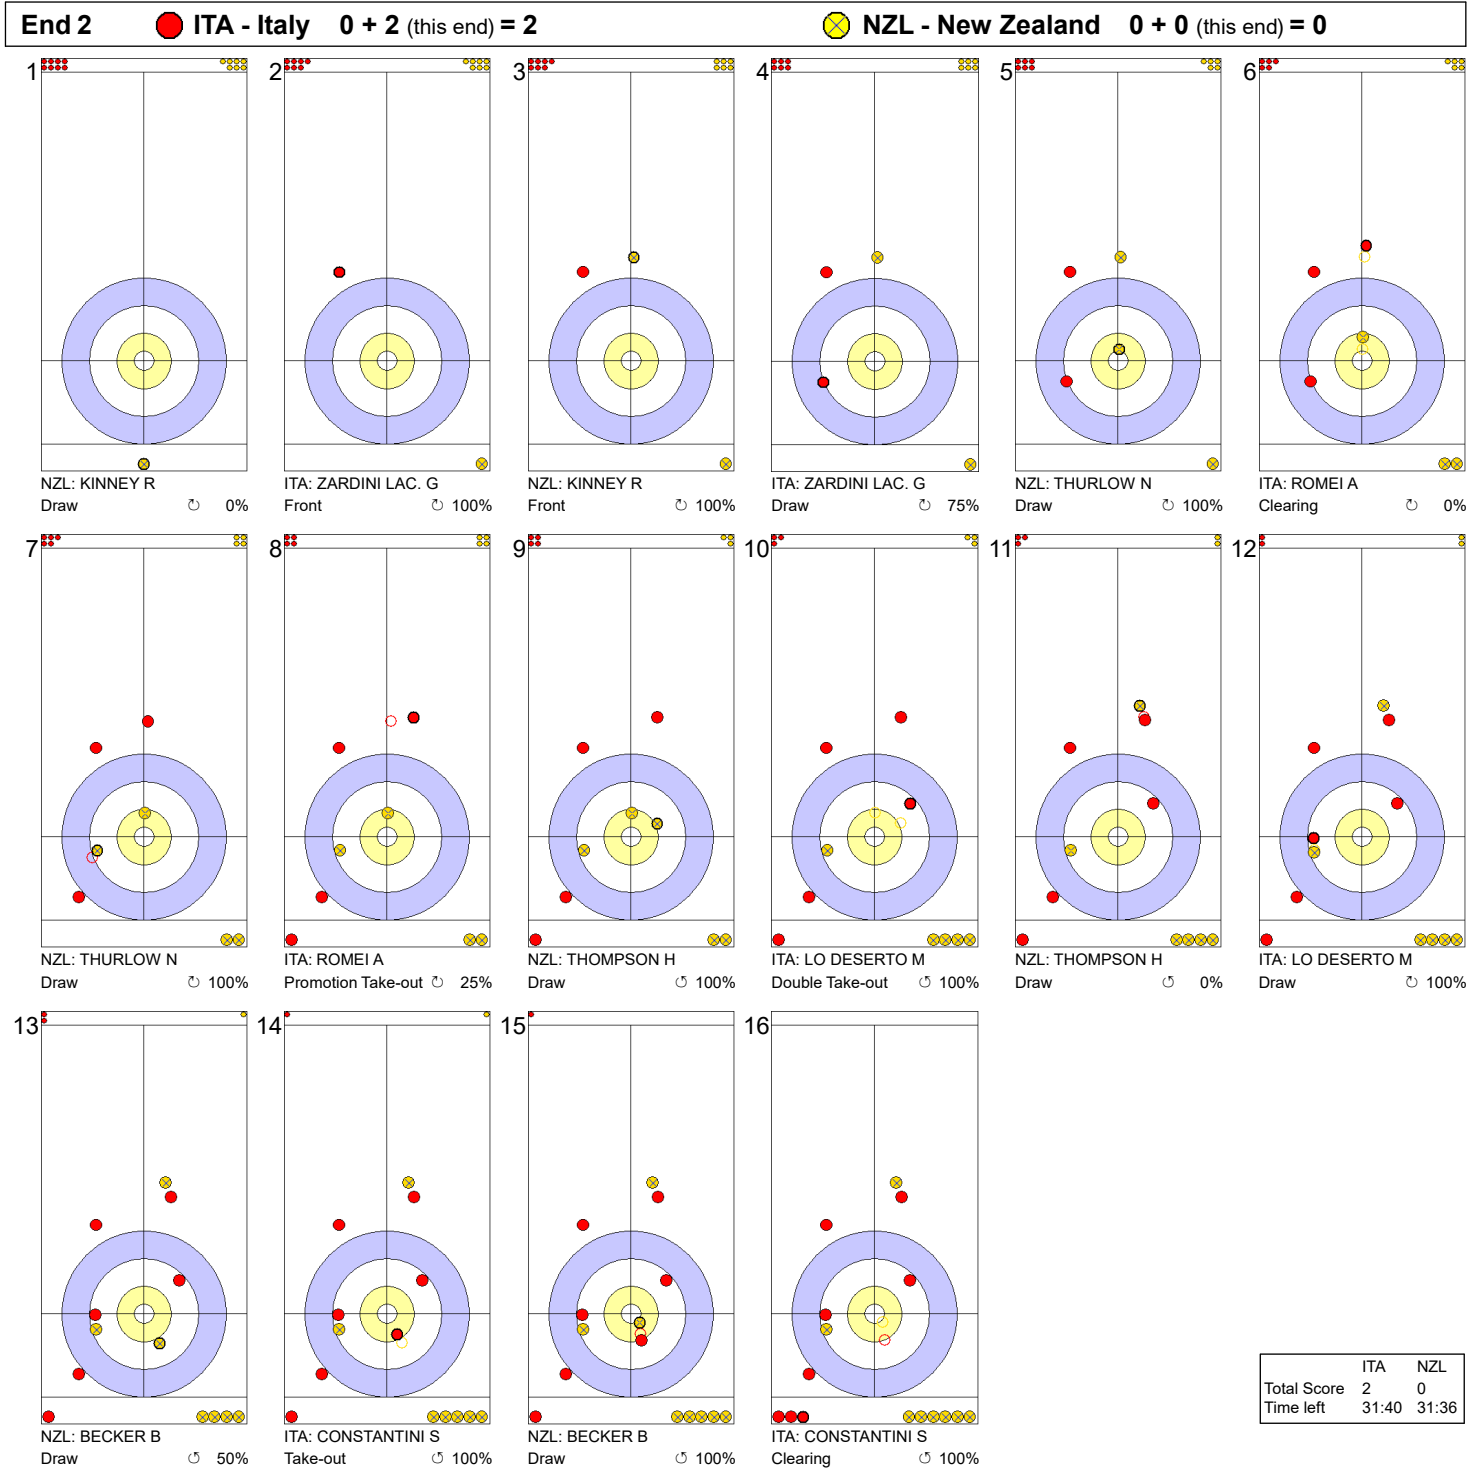 End 2 ITA - Italy 0 + 2 (this end) = 2 NZL - New Zealand 0 + 0 (this end) = 0
1 2 3 4 5 6
NZL: KINNEY R ITA: ZARDINI LAC. G NZL: KINNEY R ITA: ZARDINI LAC. G NZL: THURLOW N ITA: ROMEI A
Draw ↻ 0% Front ↻ 100% Front ↻ 100% Draw ↻ 75% Draw ↻ 100% Clearing ↻ 0%
7 8 9 10 11 12
NZL: THURLOW N ITA: ROMEI A NZL: THOMPSON H ITA: LO DESERTO M NZL: THOMPSON H ITA: LO DESERTO M
Draw ↻ 100% Promotion Take-out ↻ 25% Draw ↺ 100% Double Take-out ↺ 100% Draw ↺ 0% Draw ↻ 100%
13 14 15 16
NZL: BECKER B ITA: CONSTANTINI S NZL: BECKER B ITA: CONSTANTINI S
Draw ↺ 50% Take-out ↺ 100% Draw ↺ 100% Clearing ↺ 100%
ITA NZL
Total Score 2 0
Time left 31:40 31:36